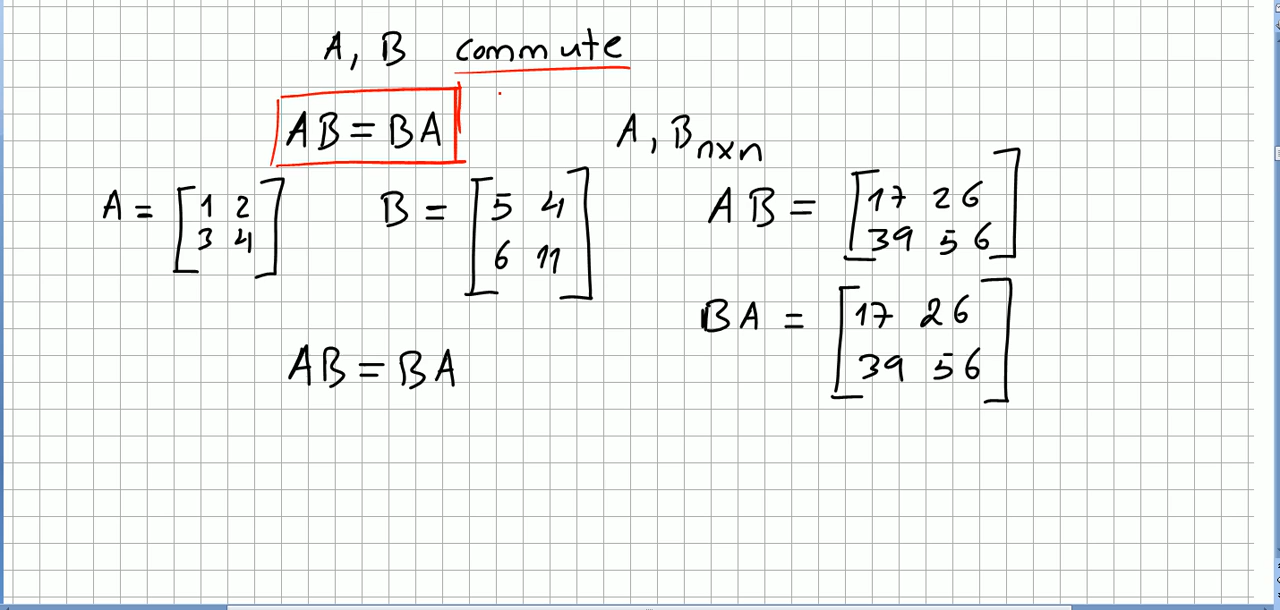 A, B commute
AB = BA
A, B n×n
A = [1 2
3 4]
B = [5 4
6 11]
AB = [17 26
39 56]
BA = [17 26
39 56]
AB = BA